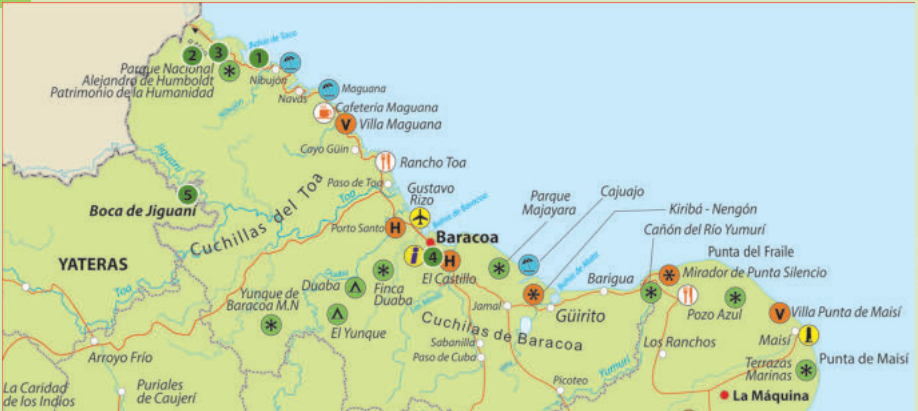 Bahía de Taco
2
3
1
Parque Nacional
Alejandro de Humboldt
Patrimonio de la Humanidad
Nibujón
Nibujón
Navas
Maguana
Cafetería Maguana
V
Villa Maguana
Cayo Güin
Rancho Toa
Jiguaní
Paso de Toa
Toa
5
Boca de Jiguaní
Cuchillas del Toa
Gustavo
Rizo
Bahía de Baracoa
Porto Santo
H
Baracoa
i
4
H
El Castillo
Parque
Majayara
Cajuajo
Kiribá - Nengón
Cañón del Río Yumurí
Punta del Fraile
Mirador de Punta Silencio
YATERAS
Toa
Duaba
Duaba
Finca
Duaba
Yunque de
Baracoa M.N
El Yunque
Jamal
Bahía de Mata
Güirito
Barigua
Pozo Azul
V
Villa Punta de Maisí
Cuchillas de Baracoa
Sabanilla
Paso de Cuba
Los Ranchos
Maisí
Punta de Maisí
Terrazas
Marinas
Yumurí
Arroyo Frío
Picoteo
La Máquina
La Caridad
de los Indios
Puriales
de Caujerí